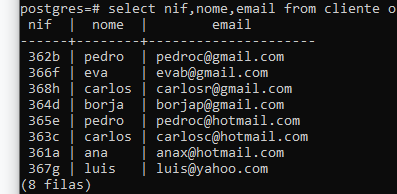 postgres=# select nif,nome,email from cliente o
nif | nome | email
------+--------+---------------------
362b | pedro | pedroc@gmail.com
366f | eva | evab@gmail.com
368h | carlos | carlosr@gmail.com
364d | borja | borjap@gmail.com
365e | pedro | pedroc@hotmail.com
363c | carlos | carlosc@hotmail.com
361a | ana | anax@hotmail.com
367g | luis | luis@yahoo.com
(8 filas)